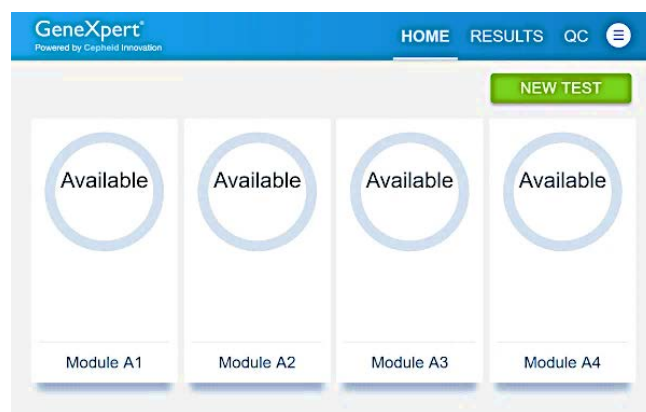 GeneXpert®
Powered by Cepheid Innovation
HOME RESULTS QC
NEW TEST
Available Available Available Available
Module A1 Module A2 Module A3 Module A4